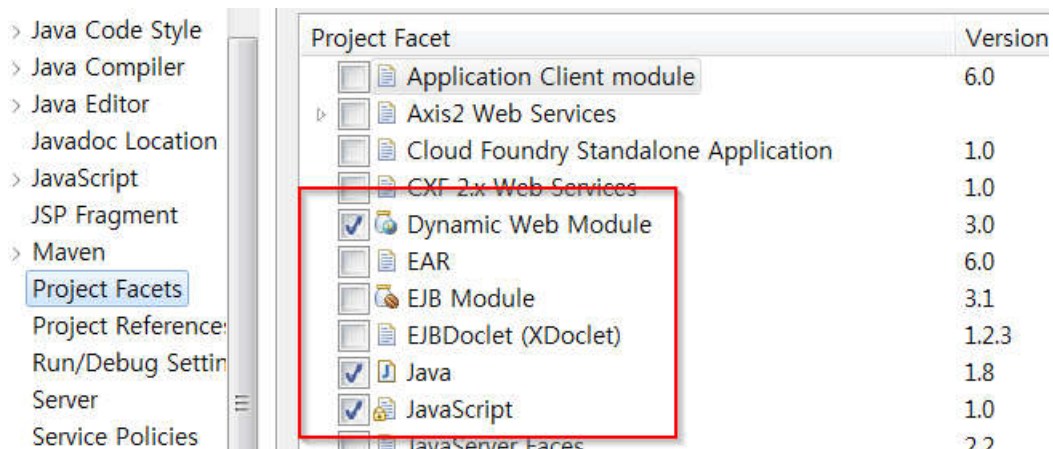 Java Code Style
Java Compiler
Java Editor
Javadoc Location
JavaScript
JSP Fragment
Maven
Project Facets
Project References
Run/Debug Settin
Server
Service Policies
Project Facet Version
Application Client module 6.0
Axis2 Web Services
Cloud Foundry Standalone Application 1.0
CXF 2.x Web Services 1.0
Dynamic Web Module 3.0
EAR 6.0
EJB Module 3.1
EJBDoclet (XDoclet) 1.2.3
Java 1.8
JavaScript 1.0
JavaServer Faces 2.2